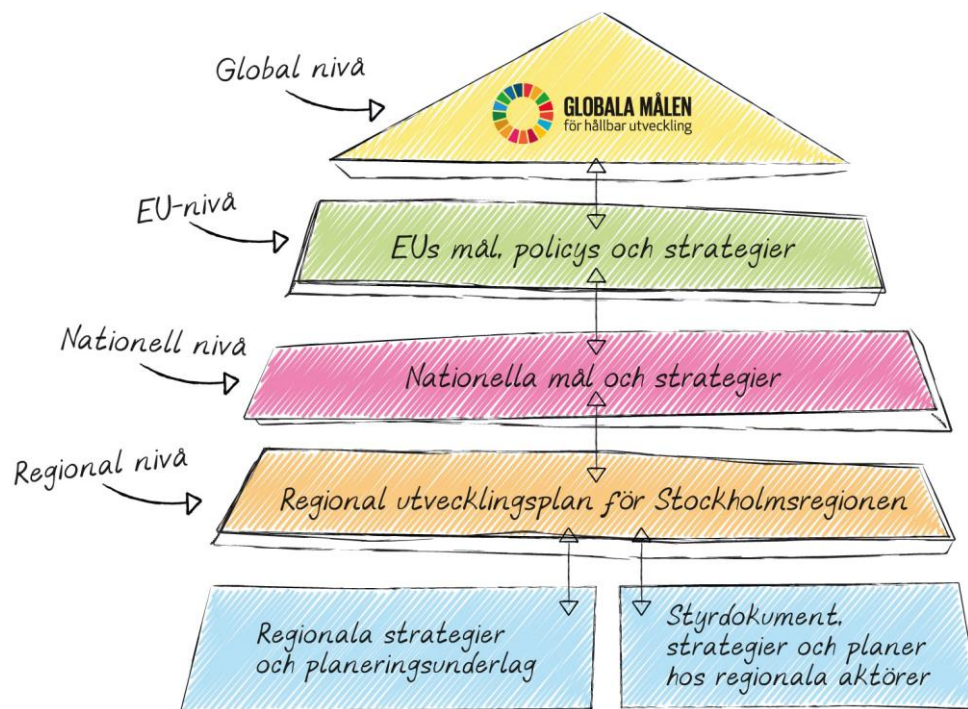 Global nivå
GLOBALA MÅLEN
för hållbar utveckling
EU-nivå
EUs mål, policys och strategier
Nationell nivå
Nationella mål och strategier
Regional nivå
Regional utvecklingsplan för Stockholmsregionen
Regionala strategier
och planeringsunderlag
Styrdokument,
strategier och planer
hos regionala aktörer